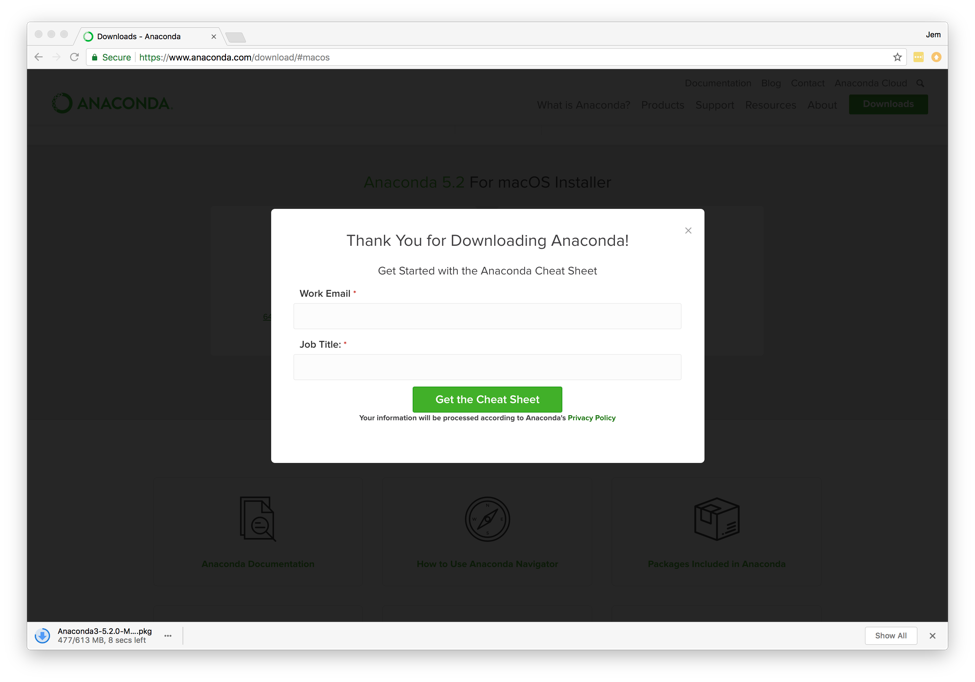 Downloads - Anaconda
Jem
Secure https://www.anaconda.com/download/#macos
Documentation Blog Contact Anaconda Cloud
ANACONDA.
What is Anaconda? Products Support Resources About Downloads
Anaconda 5.2 For macOS Installer
Thank You for Downloading Anaconda!
Get Started with the Anaconda Cheat Sheet
Work Email *
Job Title: *
Get the Cheat Sheet
Your information will be processed according to Anaconda's Privacy Policy
Anaconda Documentation How to Use Anaconda Navigator Packages Included in Anaconda
Anaconda3-5.2.0-M....pkg
477/613 MB, 8 secs left
Show All